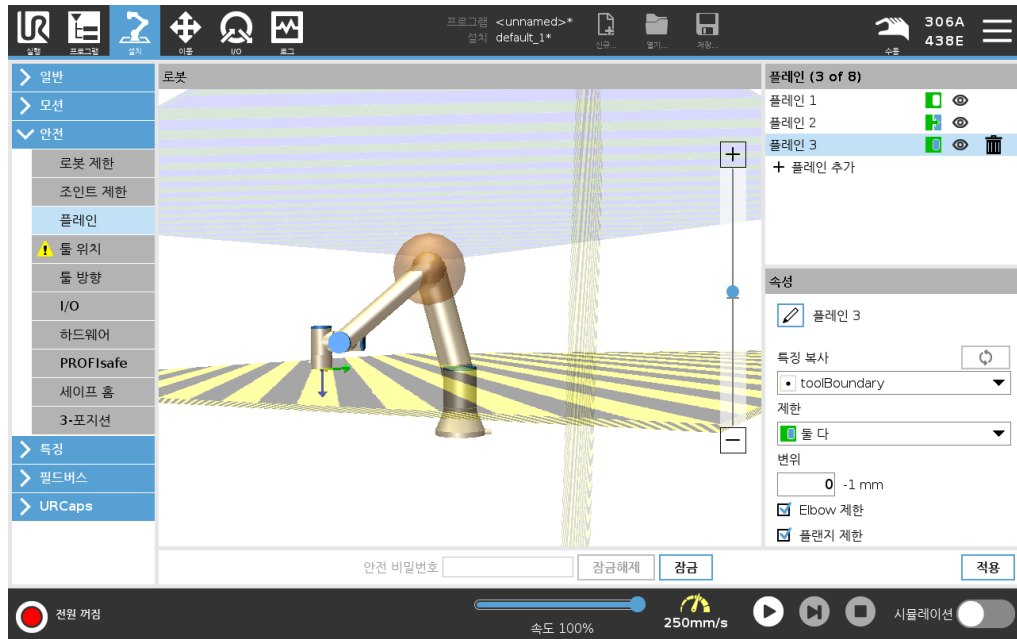 UR
실행
프로그램
설치
이동
I/O
로그
프로그램 <unnamed>*
설치 default_1*
신규...
열기...
저장...
수동
306A
438E
일반
모션
안전
로봇 제한
조인트 제한
플레인
툴 위치
툴 방향
I/O
하드웨어
PROFIsafe
세이프 홈
3-포지션
특징
필드버스
URCaps
로봇
플레인 (3 of 8)
플레인 1
플레인 2
플레인 3
+ 플레인 추가
속성
플레인 3
특징 복사
toolBoundary
제한
둘 다
변위
0 -1 mm
Elbow 제한
플랜지 제한
안전 비밀번호
잠금해제
잠금
적용
전원 꺼짐
속도 100%
250mm/s
시뮬레이션